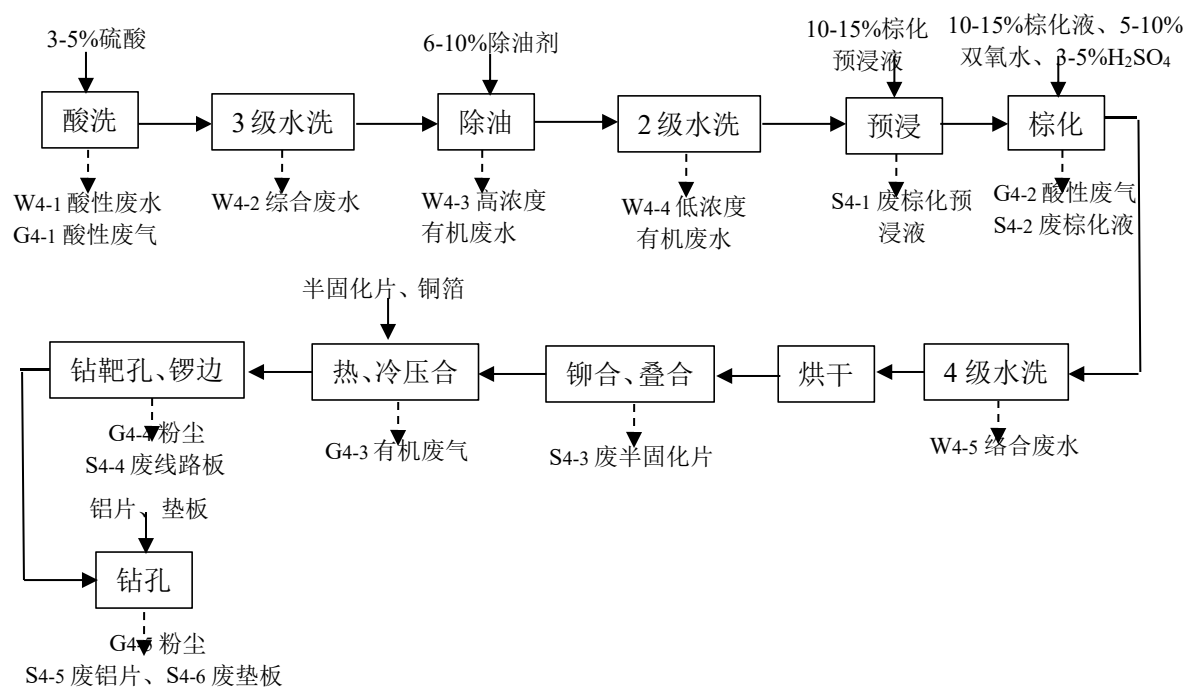 3-5%硫酸
6-10%除油剂
10-15%棕化
预浸液
10-15%棕化液、5-10%
双氧水、3-5%H₂SO₄
酸洗
3级水洗
除油
2级水洗
预浸
棕化
W4-1 酸性废水
G4-1 酸性废气
W4-2 综合废水
W4-3 高浓度
有机废水
W4-4 低浓度
有机废水
S4-1 废棕化预
浸液
G4-2 酸性废气
S4-2 废棕化液
半固化片、铜箔
钻靶孔、锣边
热、冷压合
铆合、叠合
烘干
4级水洗
G4-4 粉尘
S4-4 废线路板
G4-3 有机废气
S4-3 废半固化片
W4-5 络合废水
铝片、垫板
钻孔
G4-5 粉尘
S4-5 废铝片、S4-6 废垫板